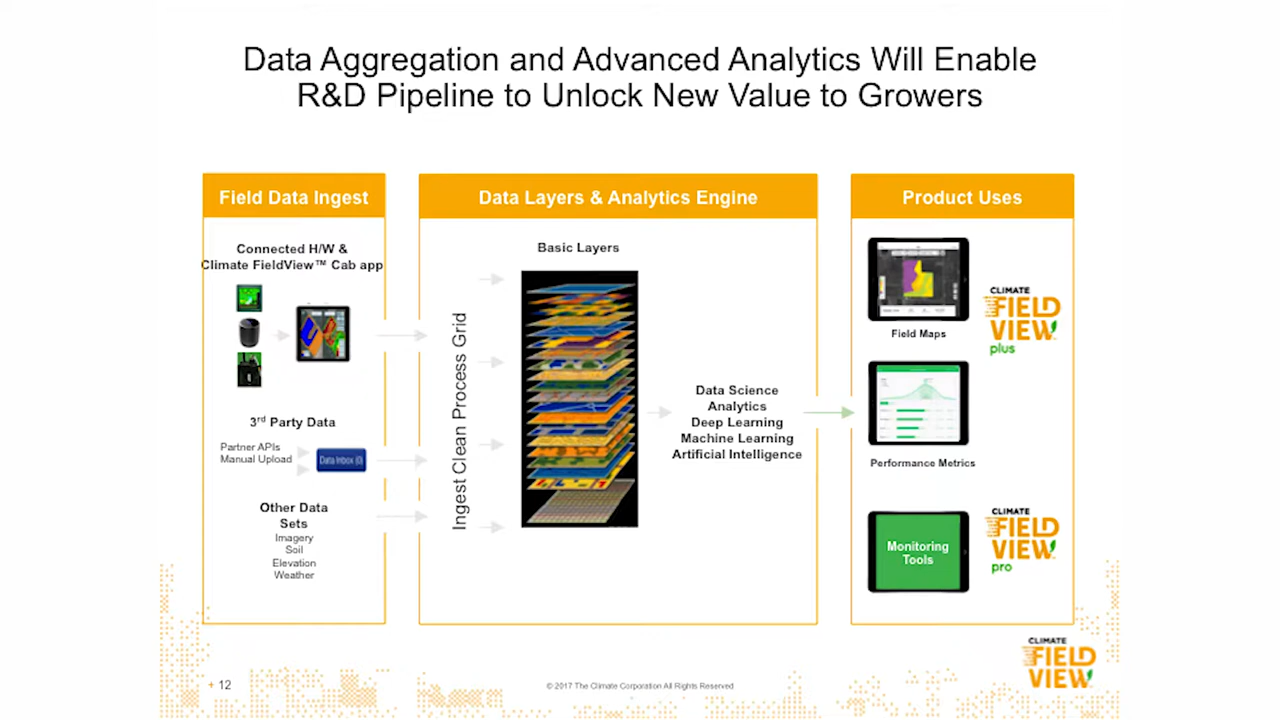 Data Aggregation and Advanced Analytics Will Enable
R&D Pipeline to Unlock New Value to Growers
Field Data Ingest
Connected H/W &
Climate FieldView™ Cab app
3rd Party Data
Partner APIs
Manual Upload
Data Inbox (0)
Other Data
Sets
Imagery
Soil
Elevation
Weather
Data Layers & Analytics Engine
Basic Layers
Ingest Clean Process Grid
Data Science
Analytics
Deep Learning
Machine Learning
Artificial Intelligence
Product Uses
Field Maps
CLIMATE
FIELD
VIEW
plus
Performance Metrics
Monitoring
Tools
CLIMATE
FIELD
VIEW
pro
+ 12
© 2017 The Climate Corporation All Rights Reserved
CLIMATE
FIELD
VIEW